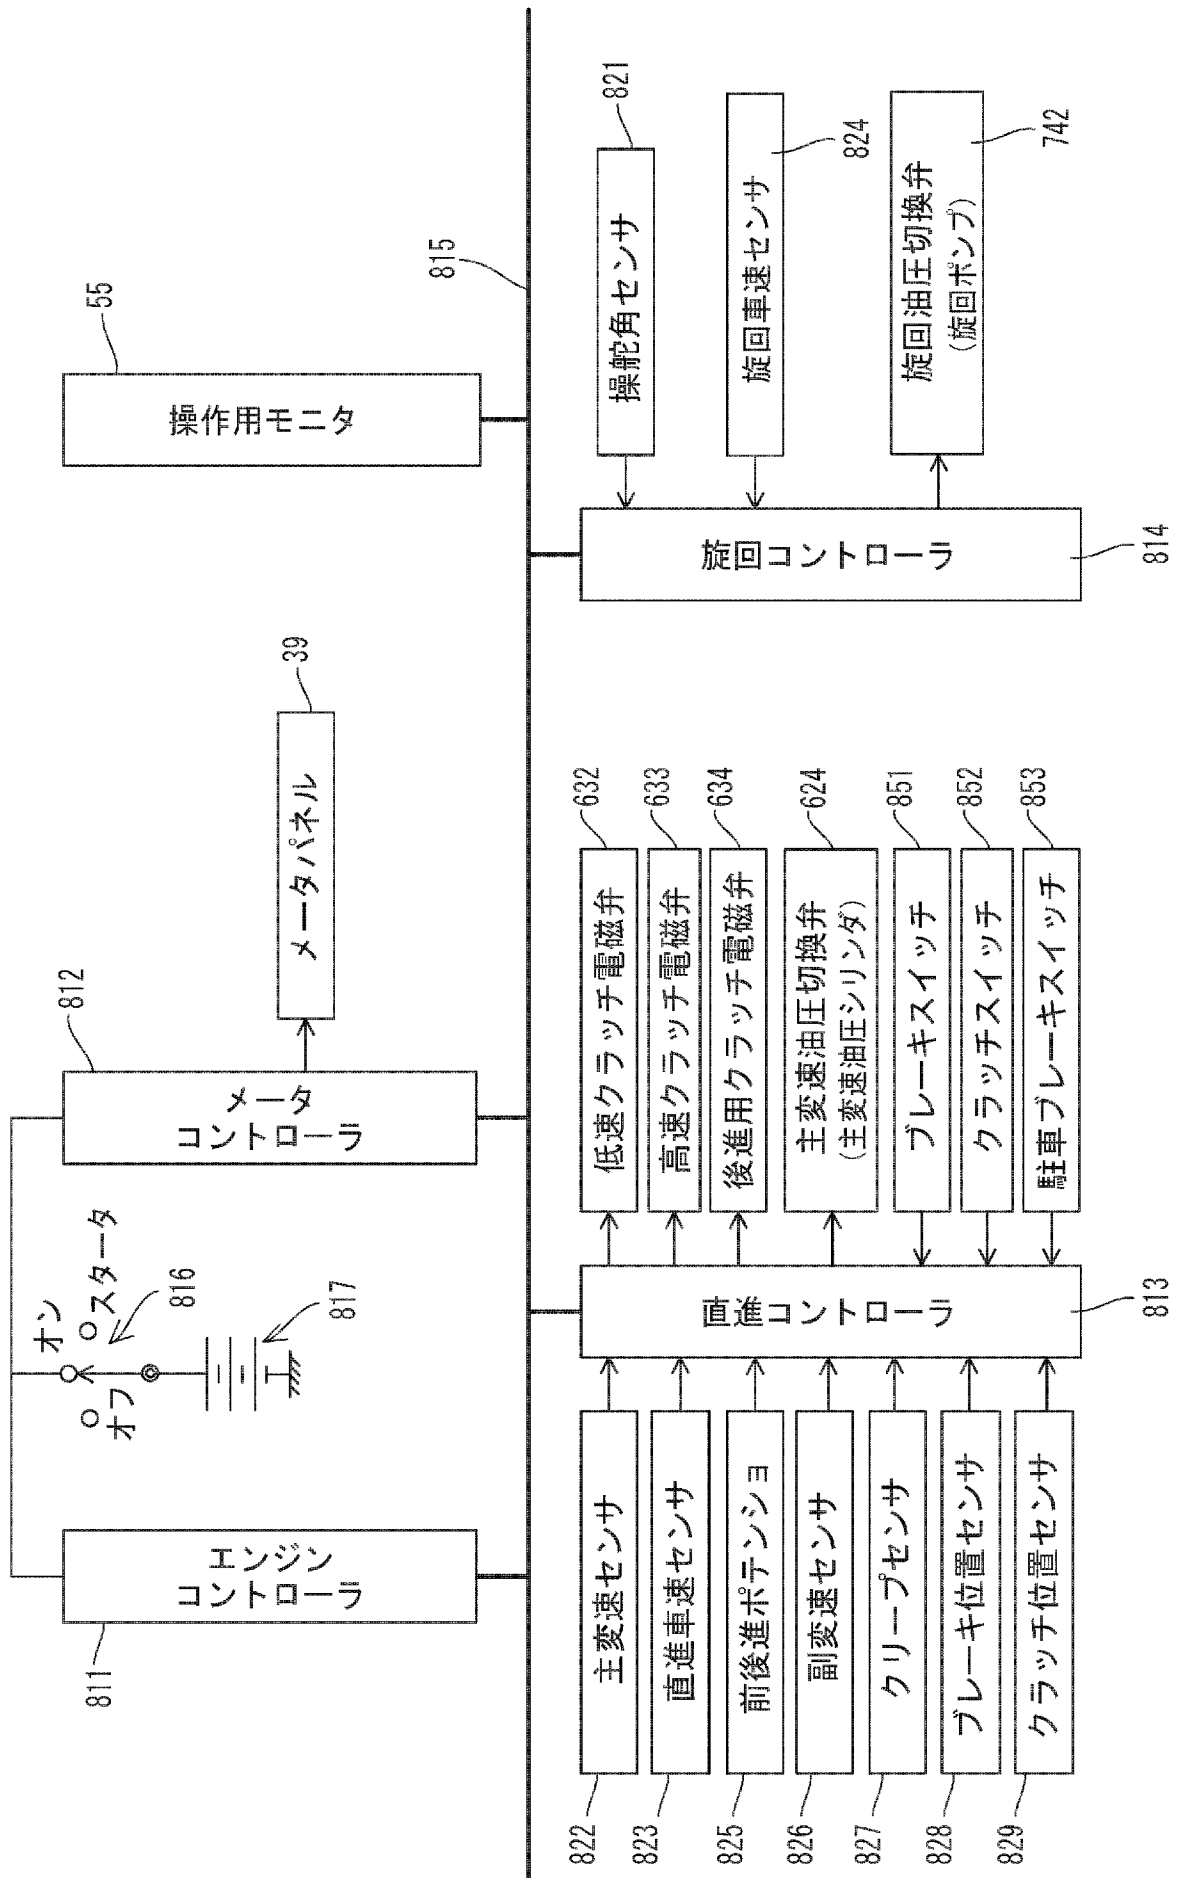 811
エンジン
コントローラ
オン
オフ
スタータ
816
817
812
メータ
コントローラ
メータパネル
39
操作用モニタ
55
815
822
主変速センサ
823
直進車速センサ
825
前後進ポテンショ
826
副変速センサ
827
クリープセンサ
828
ブレーキ位置センサ
829
クラッチ位置センサ
直進コントローラ
813
低速クラッチ電磁弁
632
高速クラッチ電磁弁
633
後進用クラッチ電磁弁
634
主変速油圧切換弁
(主変速油圧シリンダ)
624
ブレーキスイッチ
851
クラッチスイッチ
852
駐車ブレーキスイッチ
853
旋回コントローラ
814
操舵角センサ
821
旋回車速センサ
824
旋回油圧切換弁
(旋回ポンプ)
742